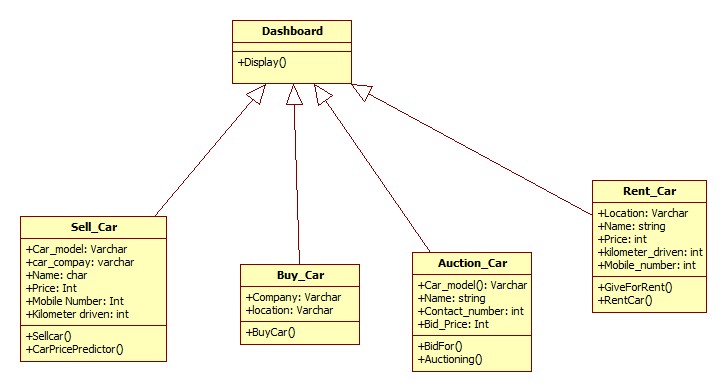 Dashboard
+Display()
Sell_Car
+Car_model: Varchar
+car_compay: varchar
+Name: char
+Price: Int
+Mobile Number: Int
+Kilometer driven: int
+Sellcar()
+CarPricePredictor()
Buy_Car
+Company: Varchar
+location: Varchar
+BuyCar()
Auction_Car
+Car_model(): Varchar
+Name: string
+Contact_number: int
+Bid_Price: Int
+BidFor()
+Auctioning()
Rent_Car
+Location: Varchar
+Name: string
+Price: int
+kilometer_driven: int
+Mobile_number: int
+GiveForRent()
+RentCar()